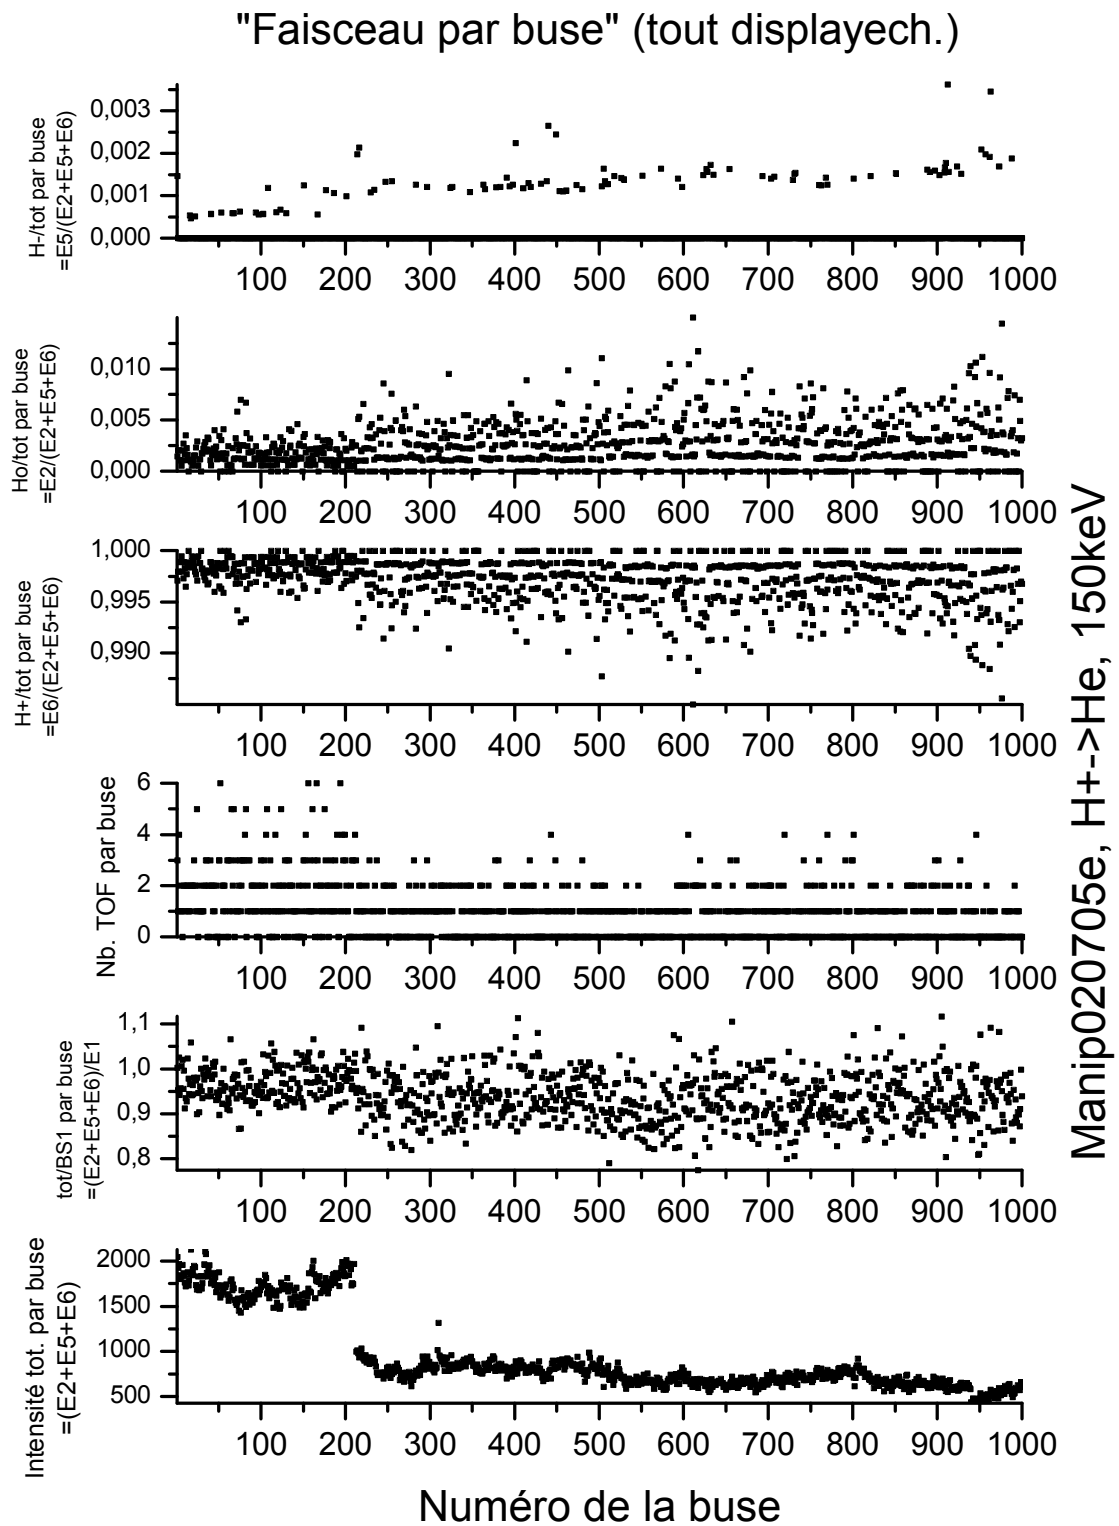 "Faisceau par buse" (tout displayech.)
H-/tot par buse
=E5/(E2+E5+E6)
0,003
0,002
0,001
0,000
100 200 300 400 500 600 700 800 900 1000
Ho/tot par buse
=E2/(E2+E5+E6)
0,010
0,005
0,000
100 200 300 400 500 600 700 800 900 1000
H+/tot par buse
=E6/(E2+E5+E6)
1,000
0,995
0,990
100 200 300 400 500 600 700 800 900 1000
Nb. TOF par buse
6
4
2
0
100 200 300 400 500 600 700 800 900 1000
tot/BS1 par buse
=(E2+E5+E6)/E1
1,1
1,0
0,9
0,8
100 200 300 400 500 600 700 800 900 1000
Intensité tot. par buse
=(E2+E5+E6)
2000
1500
1000
500
100 200 300 400 500 600 700 800 900 1000
Numéro de la buse
Manip020705e, H+->He, 150keV